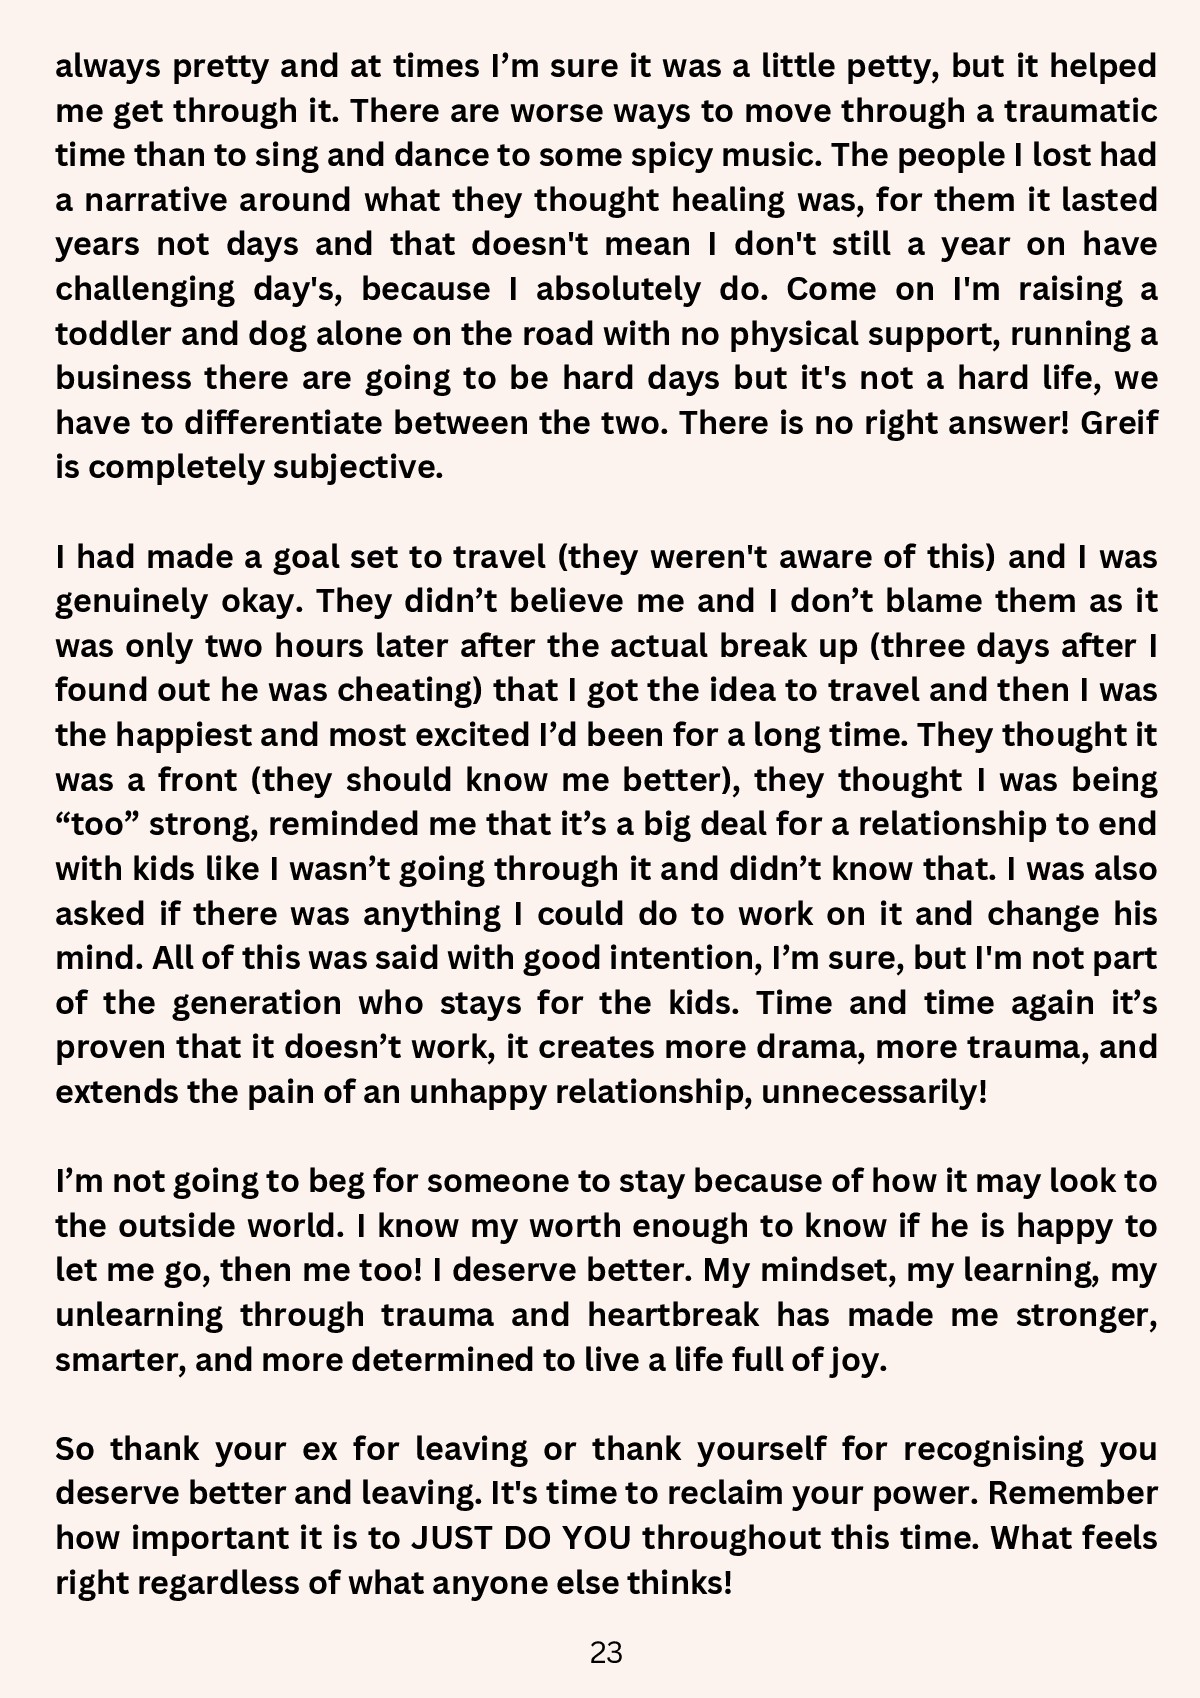 always pretty and at times I’m sure it was a little petty, but it helped
me get through it. There are worse ways to move through a traumatic
time than to sing and dance to some spicy music. The people I lost had
a narrative around what they thought healing was, for them it lasted
years not days and that doesn't mean I don't still a year on have
challenging day's, because I absolutely do. Come on I'm raising a
toddler and dog alone on the road with no physical support, running a
business there are going to be hard days but it's not a hard life, we
have to differentiate between the two. There is no right answer! Greif
is completely subjective.
I had made a goal set to travel (they weren't aware of this) and I was
genuinely okay. They didn’t believe me and I don’t blame them as it
was only two hours later after the actual break up (three days after I
found out he was cheating) that I got the idea to travel and then I was
the happiest and most excited I’d been for a long time. They thought it
was a front (they should know me better), they thought I was being
“too” strong, reminded me that it’s a big deal for a relationship to end
with kids like I wasn’t going through it and didn’t know that. I was also
asked if there was anything I could do to work on it and change his
mind. All of this was said with good intention, I’m sure, but I'm not part
of the generation who stays for the kids. Time and time again it’s
proven that it doesn’t work, it creates more drama, more trauma, and
extends the pain of an unhappy relationship, unnecessarily!
I’m not going to beg for someone to stay because of how it may look to
the outside world. I know my worth enough to know if he is happy to
let me go, then me too! I deserve better. My mindset, my learning, my
unlearning through trauma and heartbreak has made me stronger,
smarter, and more determined to live a life full of joy.
So thank your ex for leaving or thank yourself for recognising you
deserve better and leaving. It's time to reclaim your power. Remember
how important it is to JUST DO YOU throughout this time. What feels
right regardless of what anyone else thinks!
23